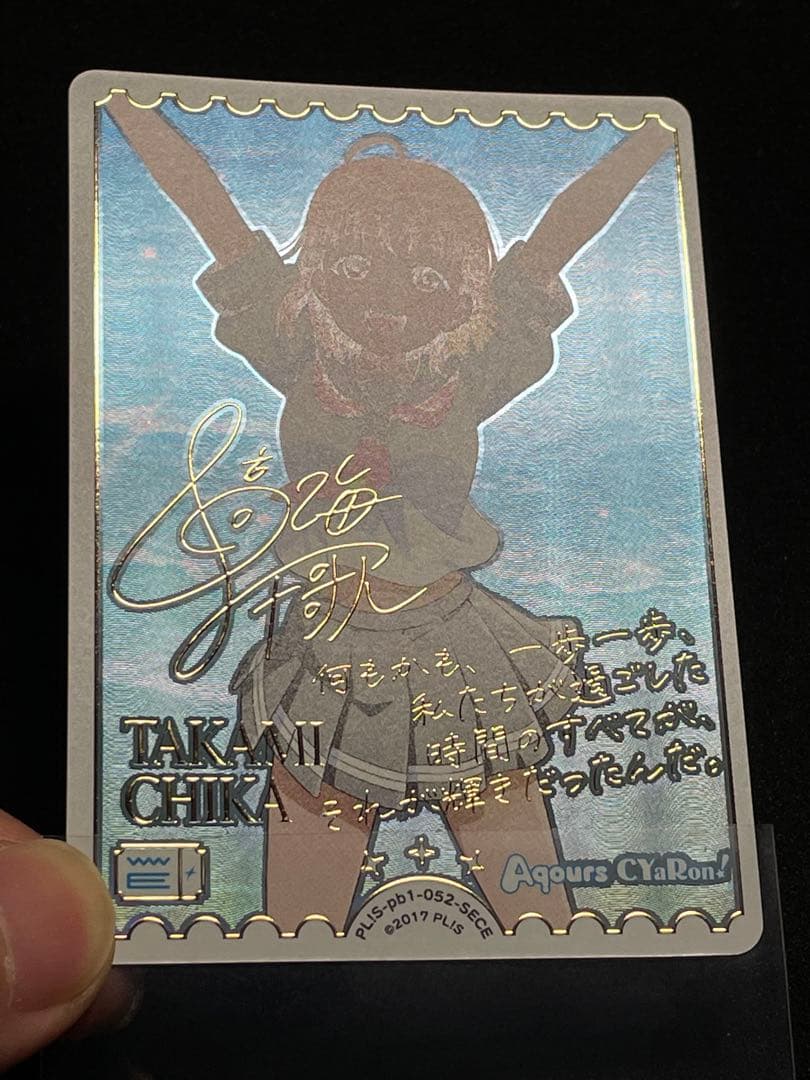 高海
千歌
何もかも、一歩一歩、
私たちが過ごした
時間のすべてが、
それが輝きだったんだ。
TAKAMI
CHIKA
E
Aqours CYaRon!
PL!S-pb1-052-SECE
©2017 PL!S